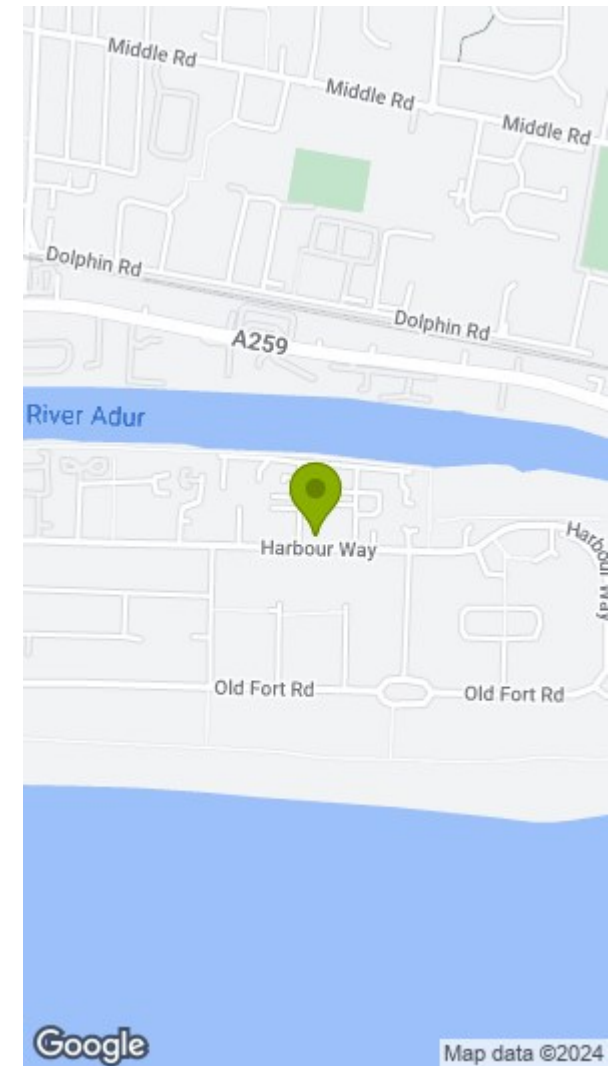 Middle Rd
Middle Rd
Middle Rd
Dolphin Rd
Dolphin Rd
A259
River Adur
Harbour Way
Harbour Way
Old Fort Rd
Old Fort Rd
Google
Map data ©2024